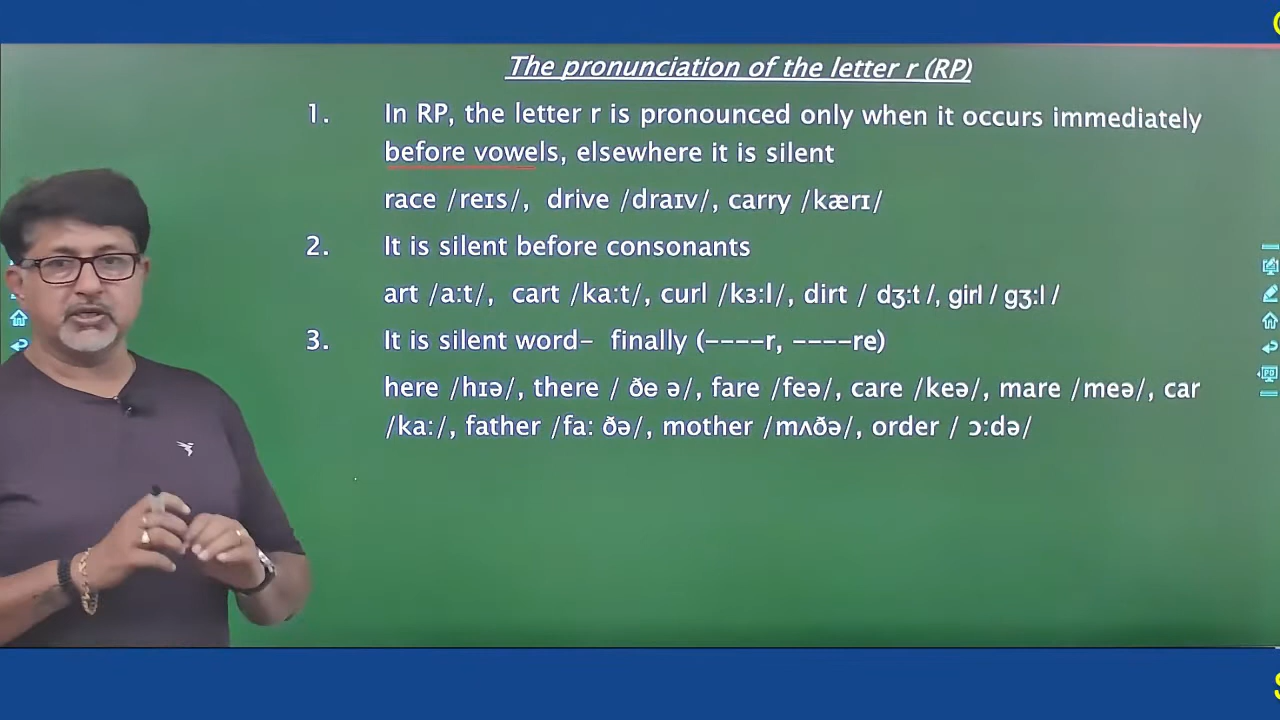 The pronunciation of the letter r (RP)
1. In RP, the letter r is pronounced only when it occurs immediately
before vowels, elsewhere it is silent
race /reɪs/, drive /draɪv/, carry /kærɪ/
2. It is silent before consonants
art /a:t/, cart /ka:t/, curl /kɜ:l/, dirt / dʒ:t /, girl / gʒ:l /
3. It is silent word– finally (----r, ----re)
here /hɪə/, there / ðɵ ə/, fare /feə/, care /keə/, mare /meə/, car
/ka:/, father /fa: ðə/, mother /mʌðə/, order / ɔ:də/